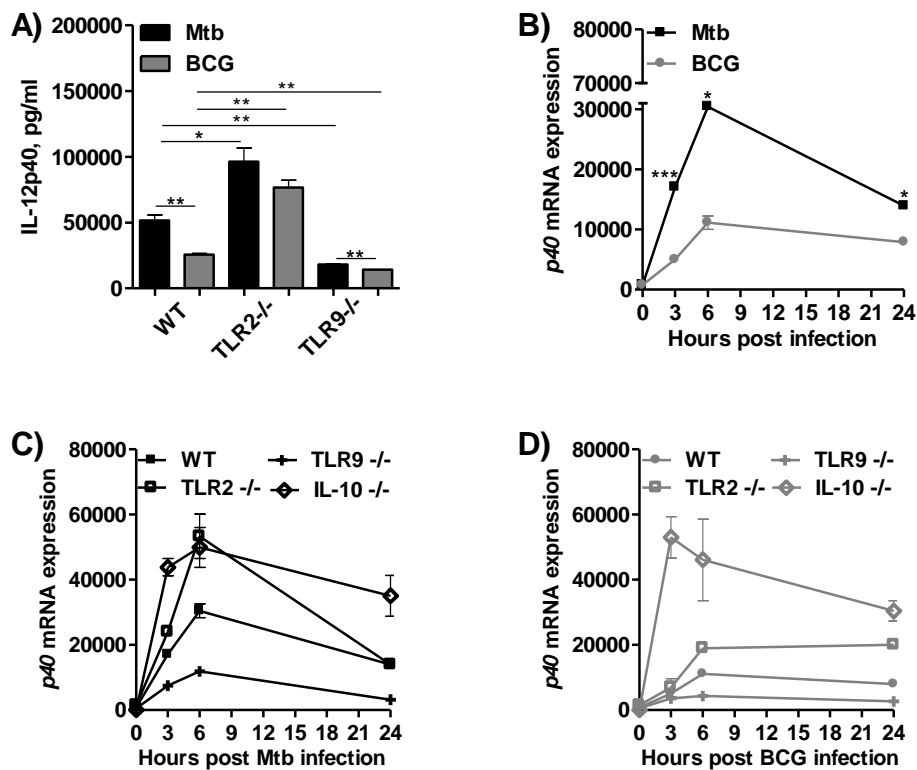 A)
200000
150000
100000
50000
0
IL-12p40, pg/ml
Mtb
BCG
**
**
**
*
**
**
WT
TLR2-/-
TLR9-/-
B)
80000
70000
30000
20000
10000
0
p40 mRNA expression
Mtb
BCG
***
*
*
0 3 6 9 12 15 18 21 24
Hours post infection
C)
80000
60000
40000
20000
0
p40 mRNA expression
WT
TLR9 -/-
TLR2 -/-
IL-10 -/-
0 3 6 9 12 15 18 21 24
Hours post Mtb infection
D)
80000
60000
40000
20000
0
p40 mRNA expression
WT
TLR9 -/-
TLR2 -/-
IL-10 -/-
0 3 6 9 12 15 18 21 24
Hours post BCG infection